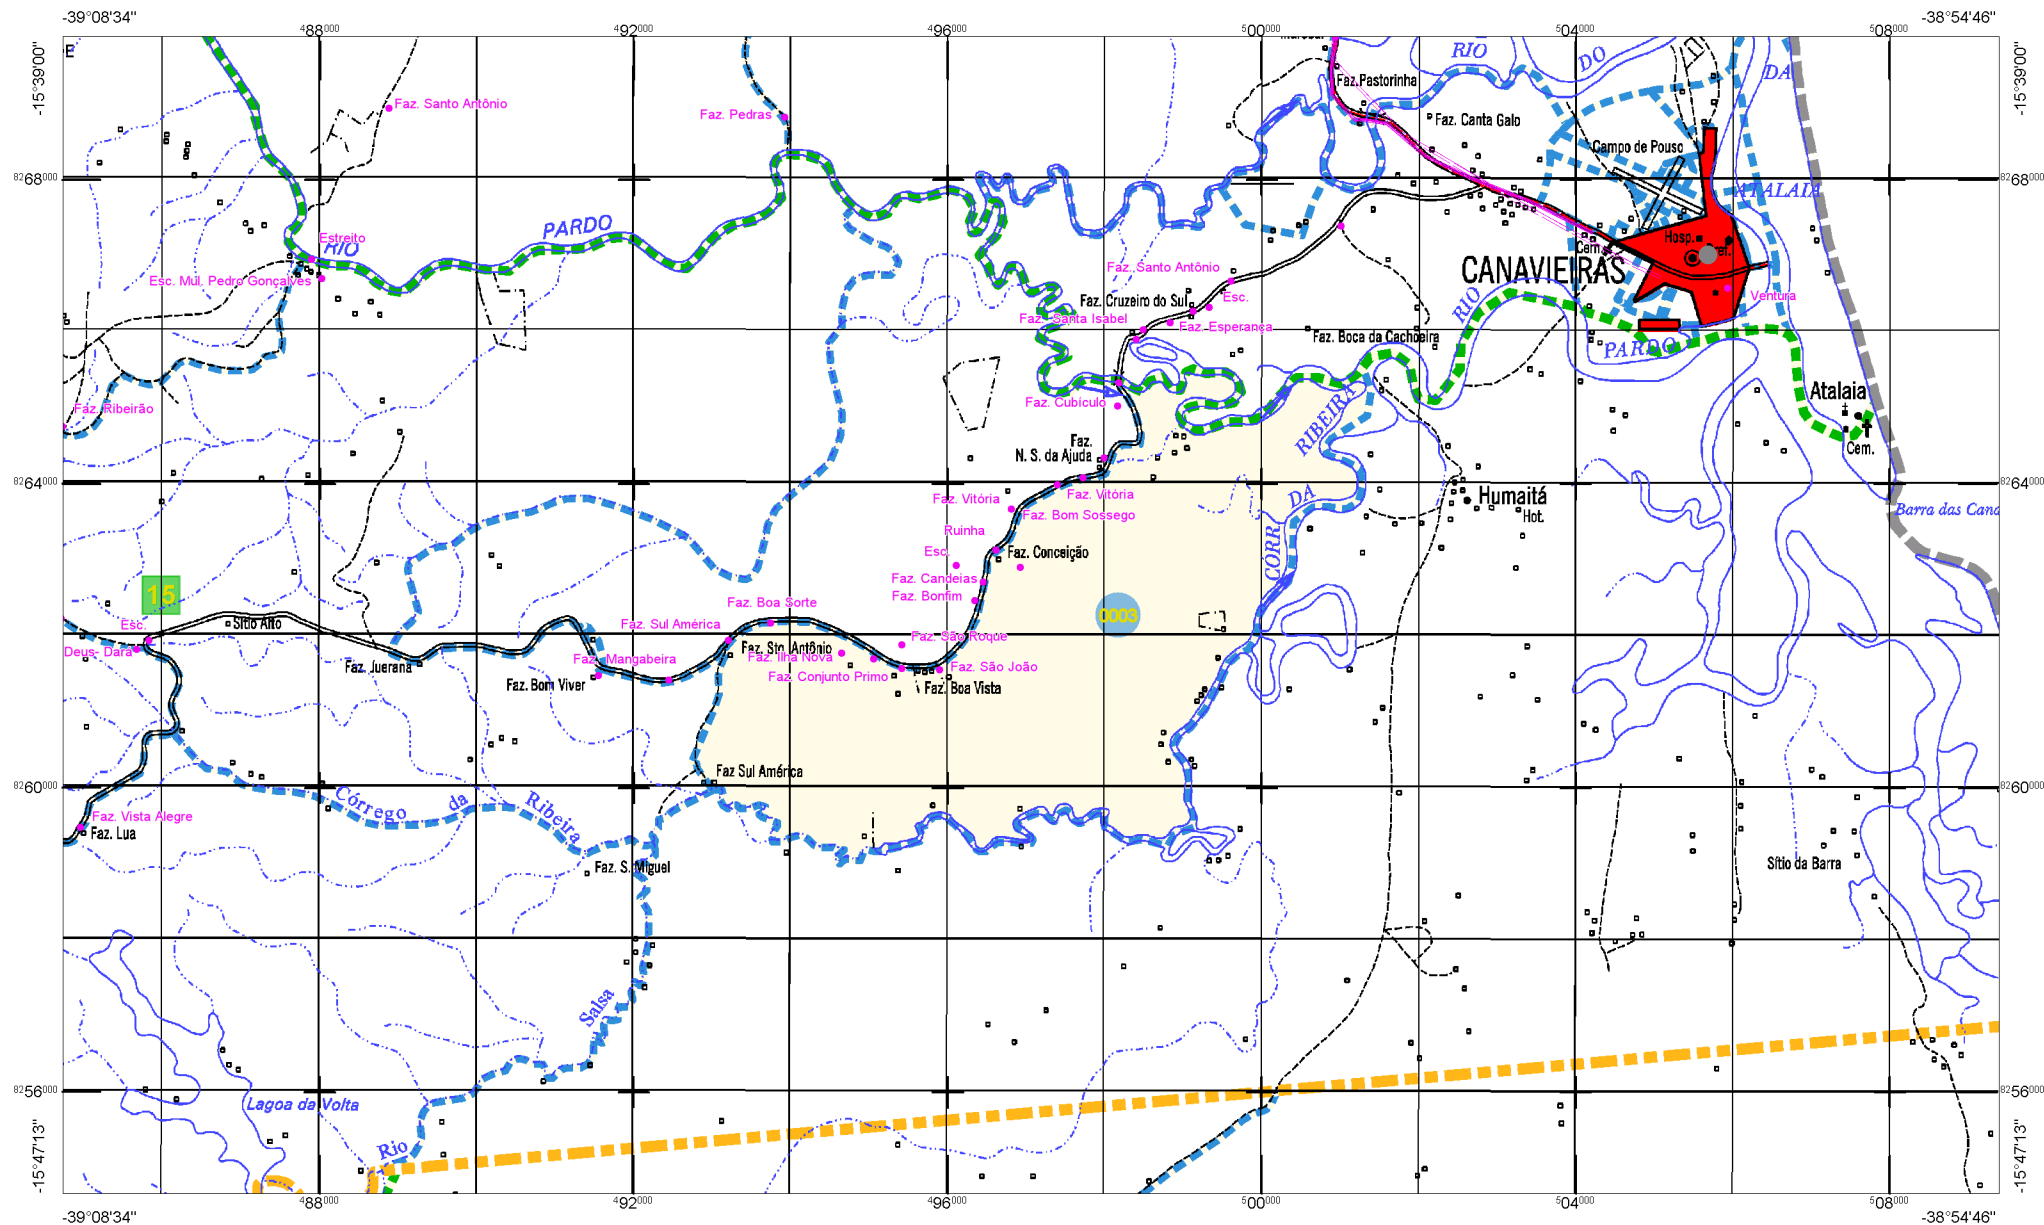 -39°08'34"
-38°54'46"
488000
492000
496000
500000
504000
508000
-15°39'00"
-15°39'00"
E
RIO
DO
DA
Faz. Pastorinha
Faz. Santo Antônio
Faz. Pedras
Faz. Canta Galo
Campo de Pouso
8268000
8268000
ATALAIA
PARDO
Estreito
RIO
Hosp.
Pref.
Cem.
Esc. Mul. Pedro Gonçalves
Faz. Santo Antônio
CANAVIEIRAS
Esc.
Ventura
Faz. Cruzeiro do Sul
RIO
Faz. Santa Isabel
Faz. Esperança
Faz. Boca da Cachoeira
PARDO
Atalaia
Faz. Ribeirão
Faz. Cubículo
RIBEIRA
Faz.
N. S. da Ajuda
Cem.
8264000
8264000
Faz. Vitória
Faz. Vitória
DA
Humaitá
Hot.
Barra das Cana
Faz. Bom Sossego
Ruinha
CORR.
Esc.
Faz. Conceição
Faz. Candeias
15
Faz. Bonfim
Faz. Boa Sorte
0003
Esc.
Sítio Alto
Faz. Sul América
Faz. São Roque
Deus- Dará
Faz. Sto. Antônio
Faz. Juerana
Faz. Mangabeira
Faz. Ilha Nova
Faz. São João
Faz. Bom Viver
Faz. Conjunto Primo
Faz. Boa Vista
Faz Sul América
8260000
8260000
Córrego da Ribeira
Faz. Vista Alegre
Faz. Lua
Faz. S. Miguel
Sítio da Barra
Salsa
8256000
8256000
Lagoa da Volta
Rio
-15°47'13"
-15°47'13"
488000
492000
496000
500000
504000
508000
-39°08'34"
-38°54'46"